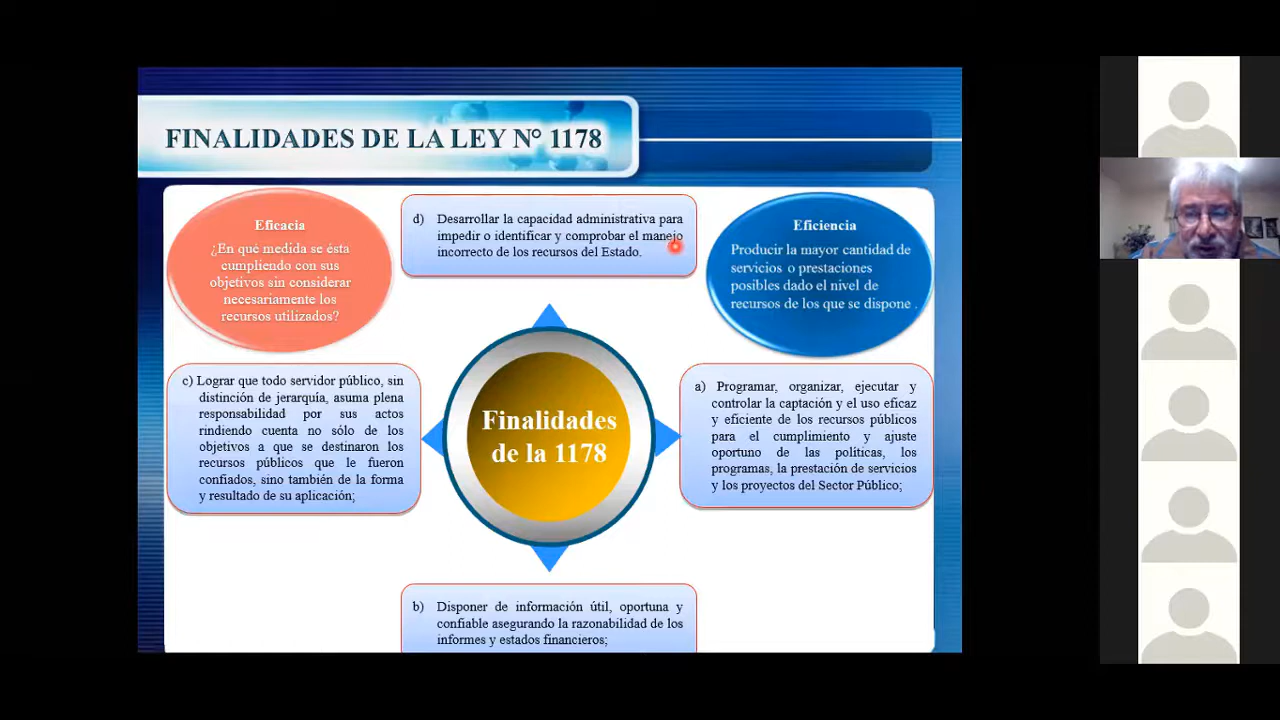 FINALIDADES DE LA LEY N° 1178
Eficacia
¿En qué medida se ésta
cumpliendo con sus
objetivos sin considerar
necesariamente los
recursos utilizados?
d) Desarrollar la capacidad administrativa para
impedir o identificar y comprobar el manejo
incorrecto de los recursos del Estado.
Eficiencia
Producir la mayor cantidad de
servicios o prestaciones
posibles dado el nivel de
recursos de los que se dispone .
c) Lograr que todo servidor público, sin
distinción de jerarquía, asuma plena
responsabilidad por sus actos
rindiendo cuenta no sólo de los
objetivos a que se destinaron los
recursos públicos que le fueron
confiados, sino también de la forma
y resultado de su aplicación;
Finalidades
de la 1178
a) Programar, organizar, ejecutar y
controlar la captación y el uso eficaz
y eficiente de los recursos públicos
para el cumplimiento y ajuste
oportuno de las políticas, los
programas, la prestación de servicios
y los proyectos del Sector Público;
b) Disponer de información útil, oportuna y
confiable asegurando la razonabilidad de los
informes y estados financieros;